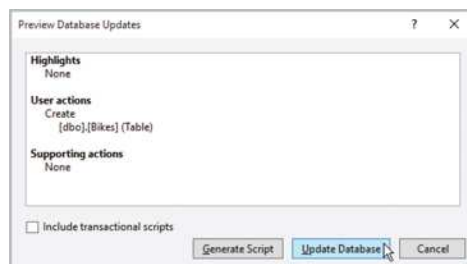 Preview Database Updates
?
Highlights
None
User actions
Create
[dbo].[Bikes] (Table)
Supporting actions
None
Include transactional scripts
Generate Script Update Database Cancel